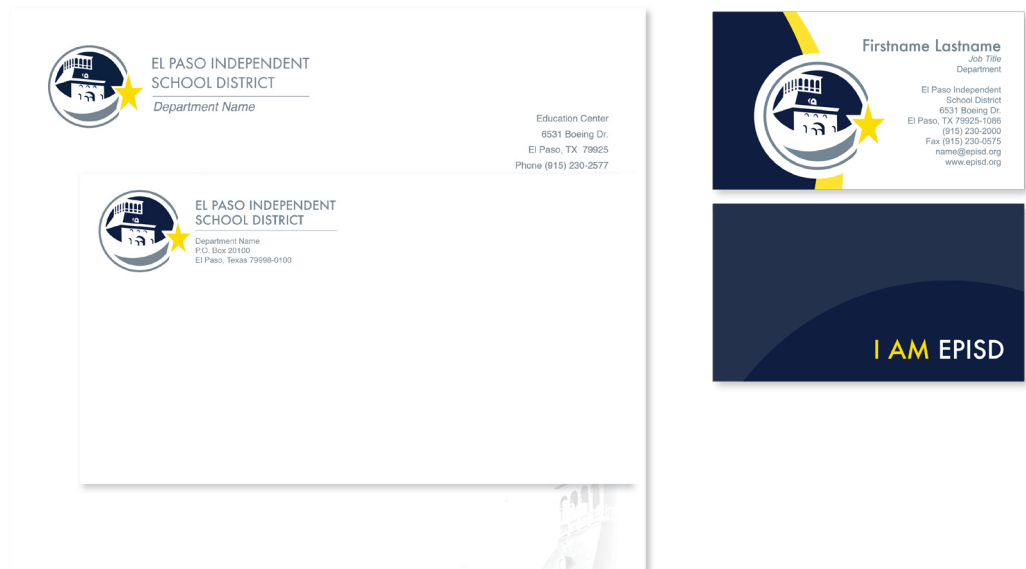 EL PASO INDEPENDENT
SCHOOL DISTRICT
Department Name
Education Center
6531 Boeing Dr.
El Paso, TX  79925
Phone (915) 230-2577
EL PASO INDEPENDENT
SCHOOL DISTRICT
Department Name
P.O. Box 20100
El Paso, Texas 79998-0100
Firstname Lastname
Job Title
Department
El Paso Independent
School District
6531 Boeing Dr.
El Paso, TX 79925-1086
(915) 230-2000
Fax (915) 230-0575
name@episd.org
www.episd.org
I AM EPISD